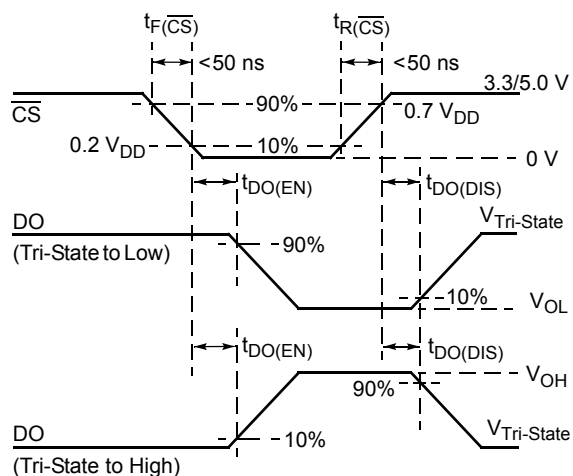 tF(CS) tR(CS)
<50 ns <50 ns
3.3/5.0 V
CS 90% 0.7 VDD
0.2 VDD 10%
0 V
tDO(EN) tDO(DIS)
DO VTri-State
(Tri-State to Low) 90%
10%
VOL
tDO(EN) tDO(DIS)
VOH
90%
DO 10% VTri-State
(Tri-State to High)